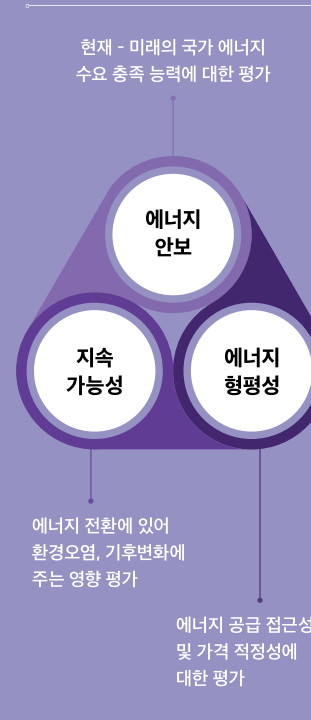 현재 - 미래의 국가 에너지
수요 충족 능력에 대한 평가
에너지
안보
지속
가능성
에너지
형평성
에너지 전환에 있어
환경오염, 기후변화에
주는 영향 평가
에너지 공급 접근성
및 가격 적정성에
대한 평가